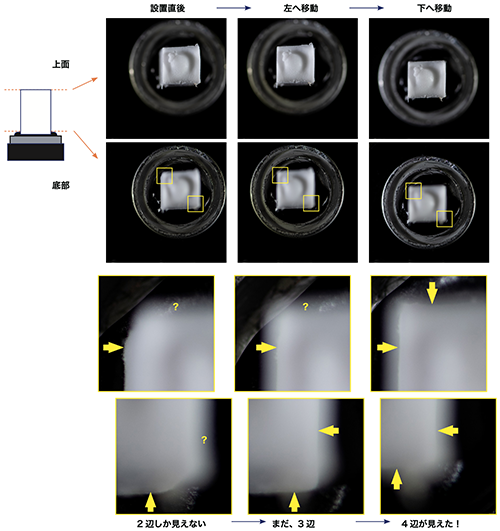 設置直後
左へ移動
下へ移動
上面
底部
?
?
?
2辺しか見えない
まだ、3辺
4辺が見えた!